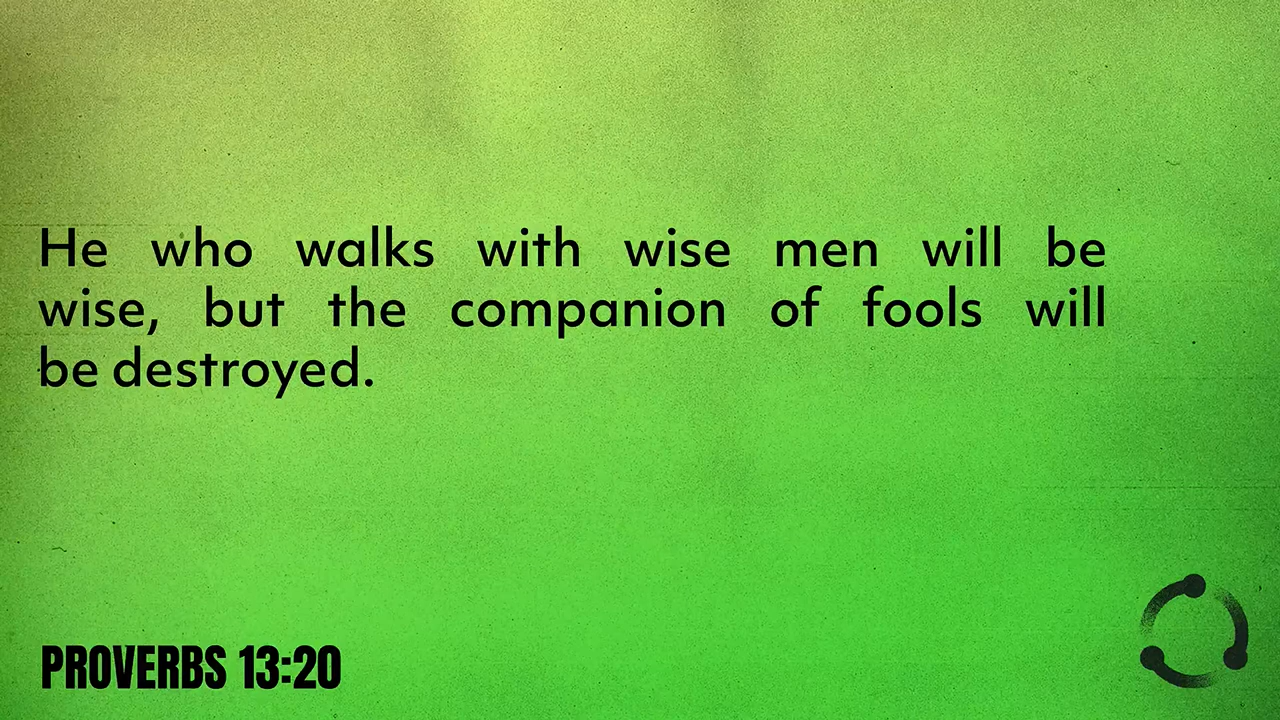 He who walks with wise men will be
wise, but the companion of fools will
be destroyed.
PROVERBS 13:20